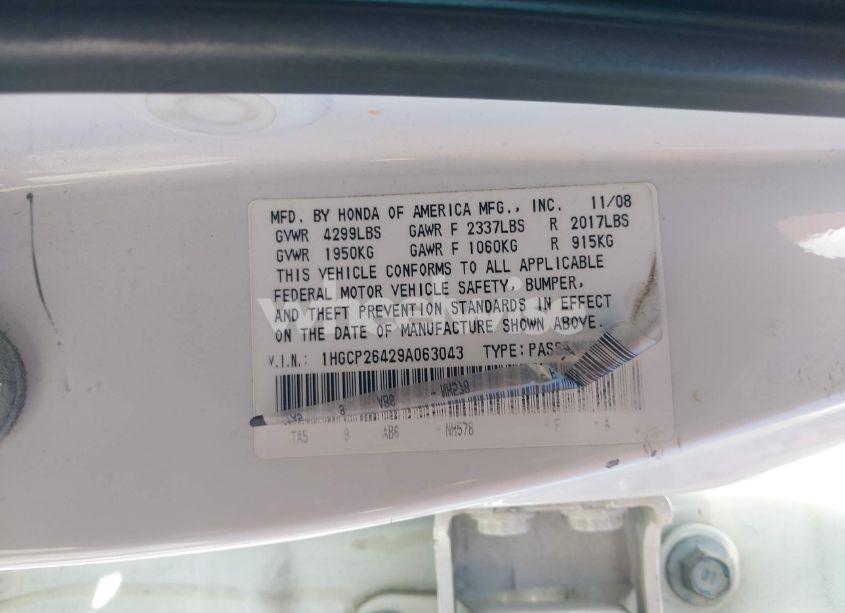 MFD. BY HONDA OF AMERICA MFG., INC. 11/08
GVWR 4299LBS GAWR F 2337LBS R 2017LBS
GVWR 1950KG GAWR F 1060KG R 915KG
THIS VEHICLE CONFORMS TO ALL APPLICABLE
FEDERAL MOTOR VEHICLE SAFETY, BUMPER,
AND THEFT PREVENTION STANDARDS IN EFFECT
ON THE DATE OF MANUFACTURE SHOWN ABOVE.
V.I.N.: 1HGCP26429A063043 TYPE:
TA5 9 AB6 - NH578 - F - A